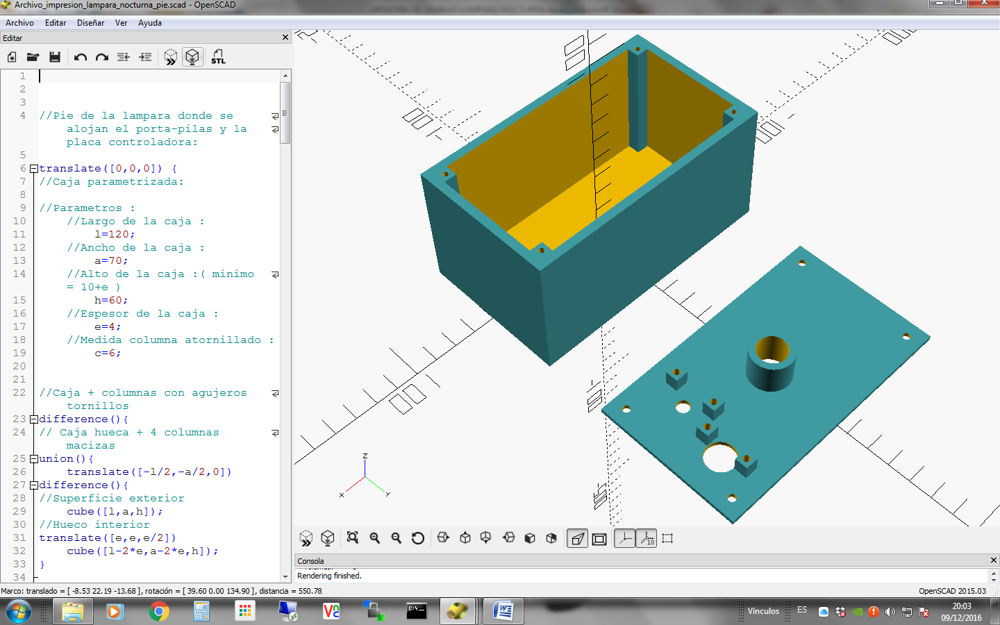 Archivo_impresion_lampara_nocturna_pie.scad - OpenSCAD
Archivo Editar Diseñar Ver Ayuda
Editar
STL
1
2
3
4 //Pie de la lampara donde se
alojan el porta-pilas y la
placa controladora:
5
6 translate([0,0,0]) {
7 //Caja parametrizada:
8
9 //Parametros :
10 //Largo de la caja :
11 l=120;
12 //Ancho de la caja :
13 a=70;
14 //Alto de la caja :( minimo
= 10+e )
15 h=60;
16 //Espesor de la caja :
17 e=4;
18 //Medida columna atornillado :
19 c=6;
20
21
22 //Caja + columnas con agujeros
tornillos
23 difference(){
24 // Caja hueca + 4 columnas
macizas
25 union(){
26 translate([-l/2,-a/2,0])
27 difference(){
28 //Superficie exterior
29 cube([l,a,h]);
30 //Hueco interior
31 translate([e,e,e/2])
32 cube([l-2*e,a-2*e,h]);
33 }
34
z
x
y
10
Consola
Rendering finished.
Marco: translado = [ -8.53 22.19 -13.68 ], rotación = [ 39.60 0.00 134.90 ], distancia = 550.78
OpenSCAD 2015.03
Vínculos
ES
20:03
09/12/2016